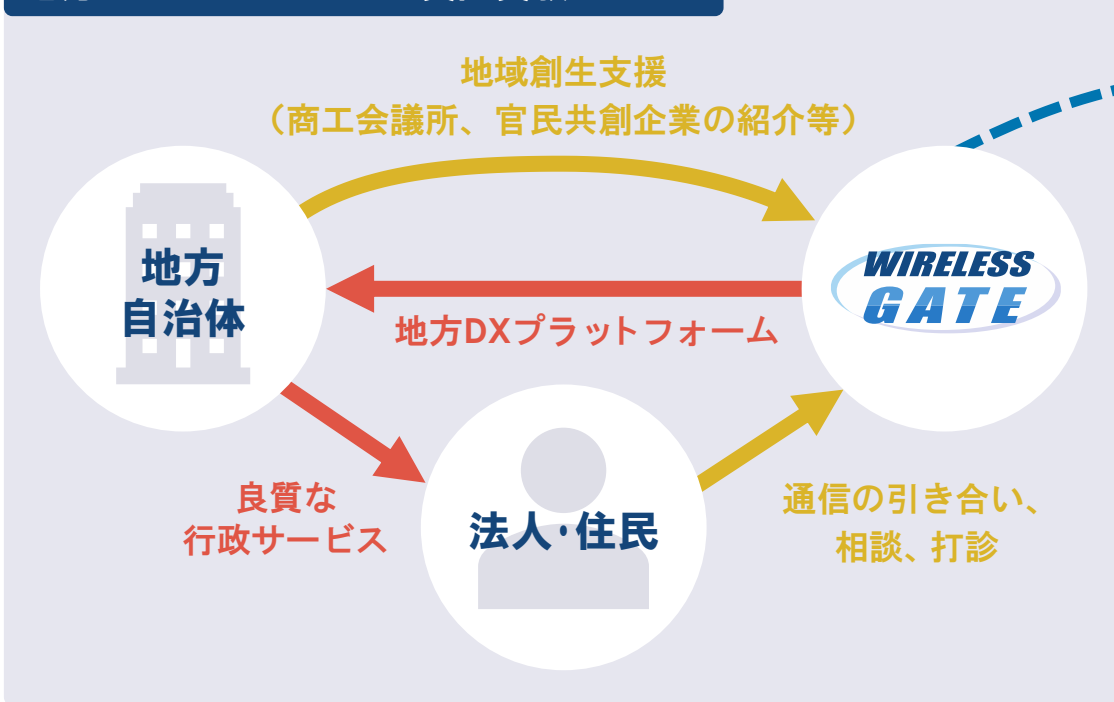 地域創生支援
（商工会議所、官民共創企業の紹介等）
地方
自治体
WIRELESS
GATE
地方DXプラットフォーム
良質な
行政サービス
法人・住民
通信の引き合い、
相談、打診